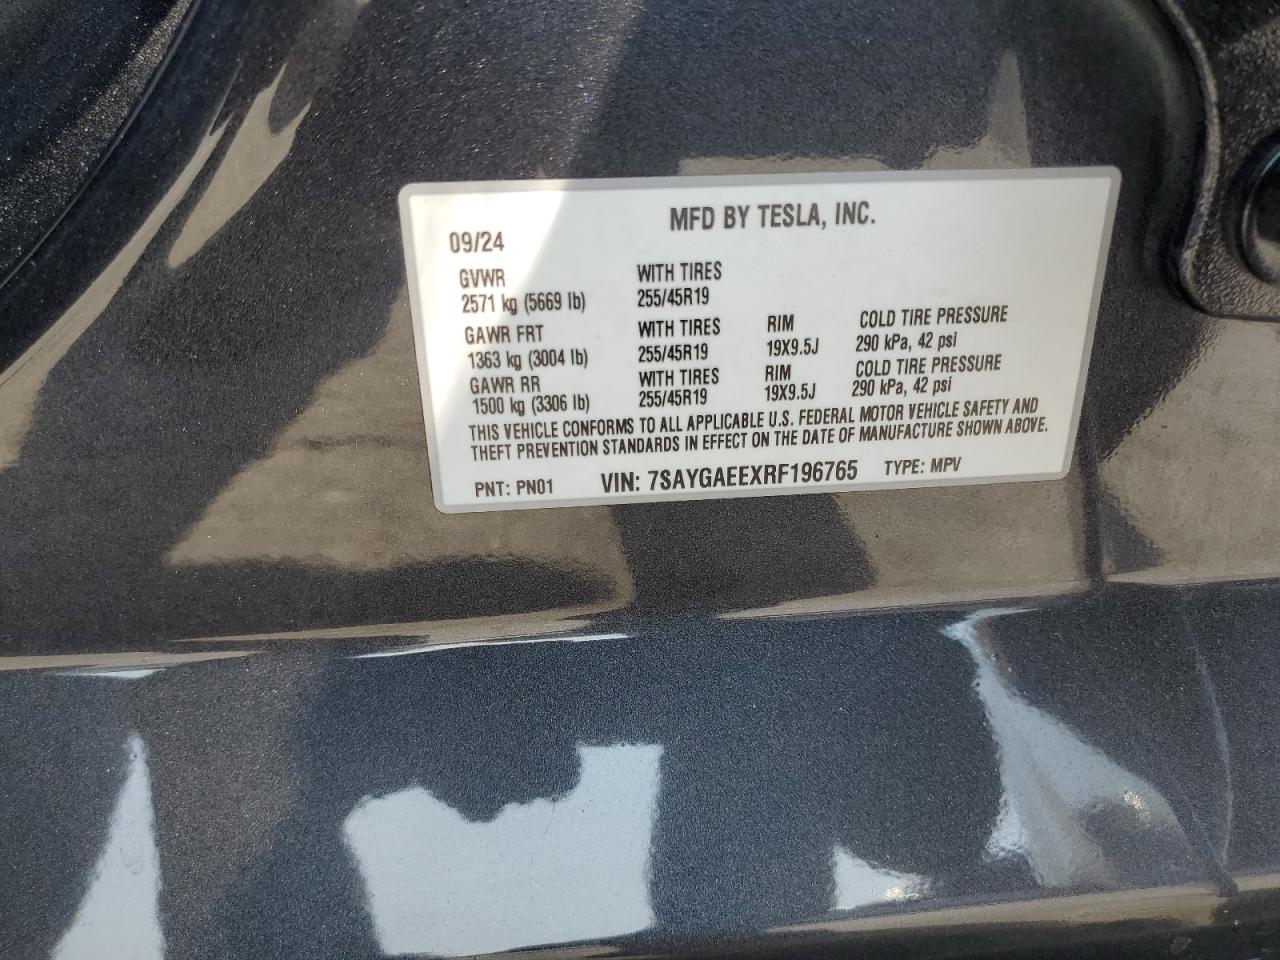 MFD BY TESLA, INC.
09/24
GVWR WITH TIRES
2571 kg (5669 lb) 255/45R19
GAWR FRT WITH TIRES RIM COLD TIRE PRESSURE
1363 kg (3004 lb) 255/45R19 19X9.5J 290 kPa, 42 psi
GAWR RR WITH TIRES RIM COLD TIRE PRESSURE
1500 kg (3306 lb) 255/45R19 19X9.5J 290 kPa, 42 psi
THIS VEHICLE CONFORMS TO ALL APPLICABLE U.S. FEDERAL MOTOR VEHICLE SAFETY AND
THEFT PREVENTION STANDARDS IN EFFECT ON THE DATE OF MANUFACTURE SHOWN ABOVE.
PNT: PN01 VIN: 7SAYGAEEXRF196765 TYPE: MPV